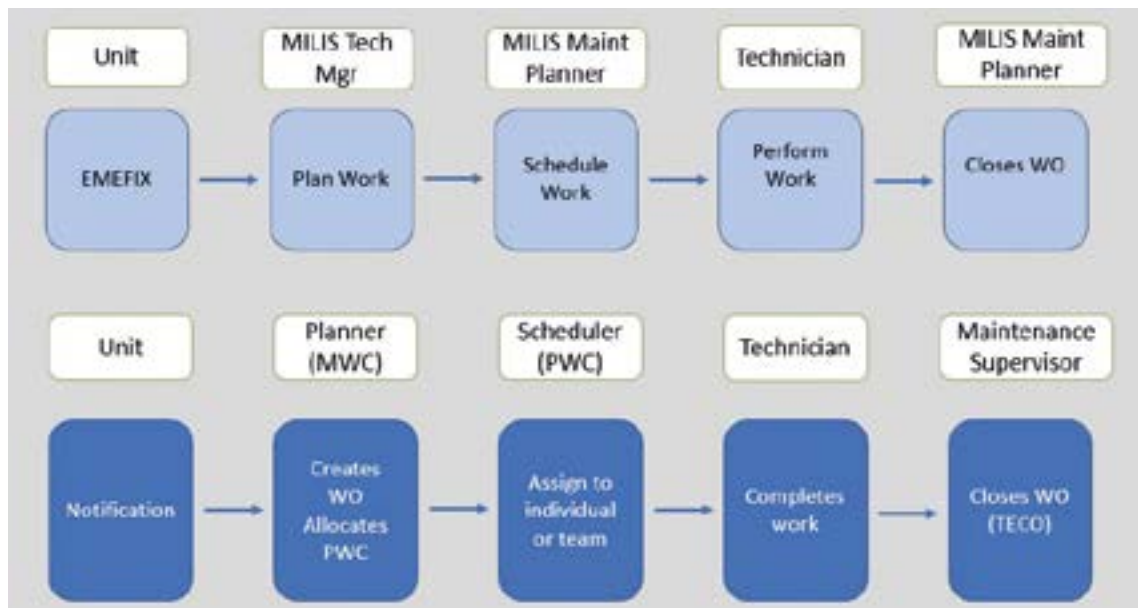 Unit
MILIS Tech
Mgr
MILIS Maint
Planner
Technician
MILIS Maint
Planner
EMEFIX
Plan Work
Schedule
Work
Perform
Work
Closes WO
Unit
Planner
(MWC)
Scheduler
(PWC)
Technician
Maintenance
Supervisor
Notification
Creates
WO
Allocates
PWC
Assign to
individual
or team
Completes
work
Closes WO
(TECO)